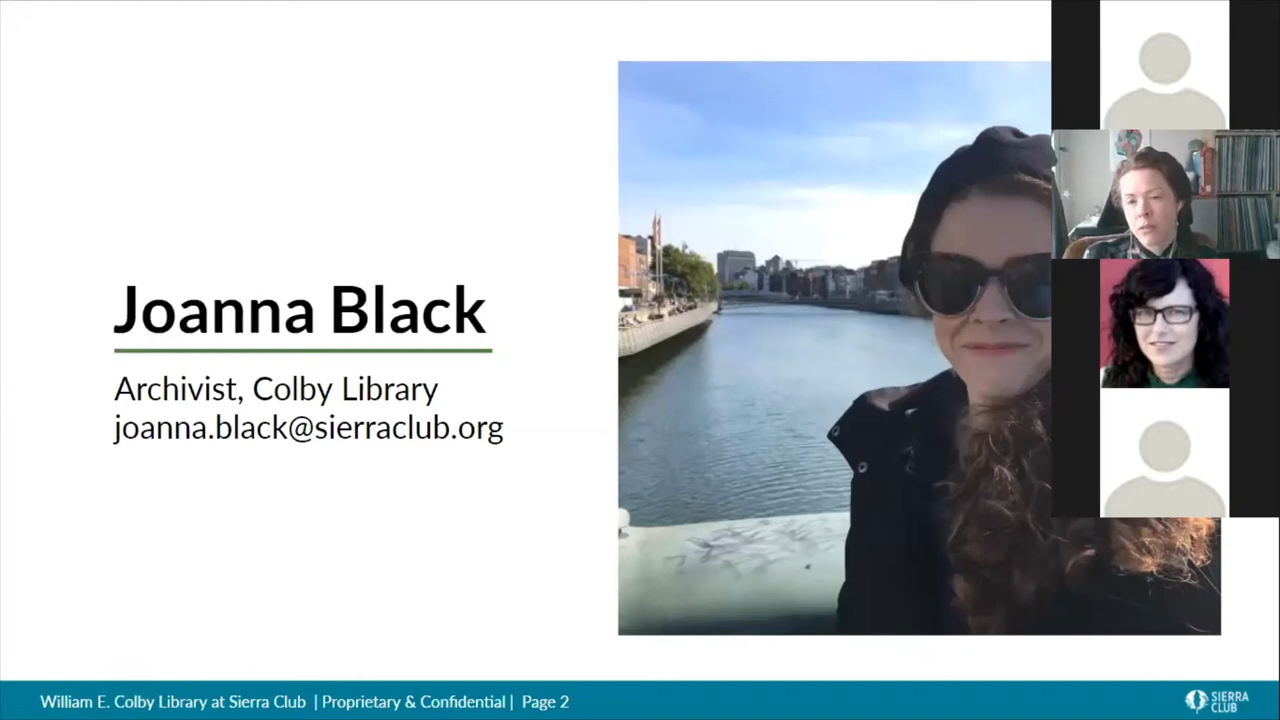 Joanna Black
Archivist, Colby Library
joanna.black@sierraclub.org
William E. Colby Library at Sierra Club | Proprietary & Confidential | Page 2
SIERRA
CLUB